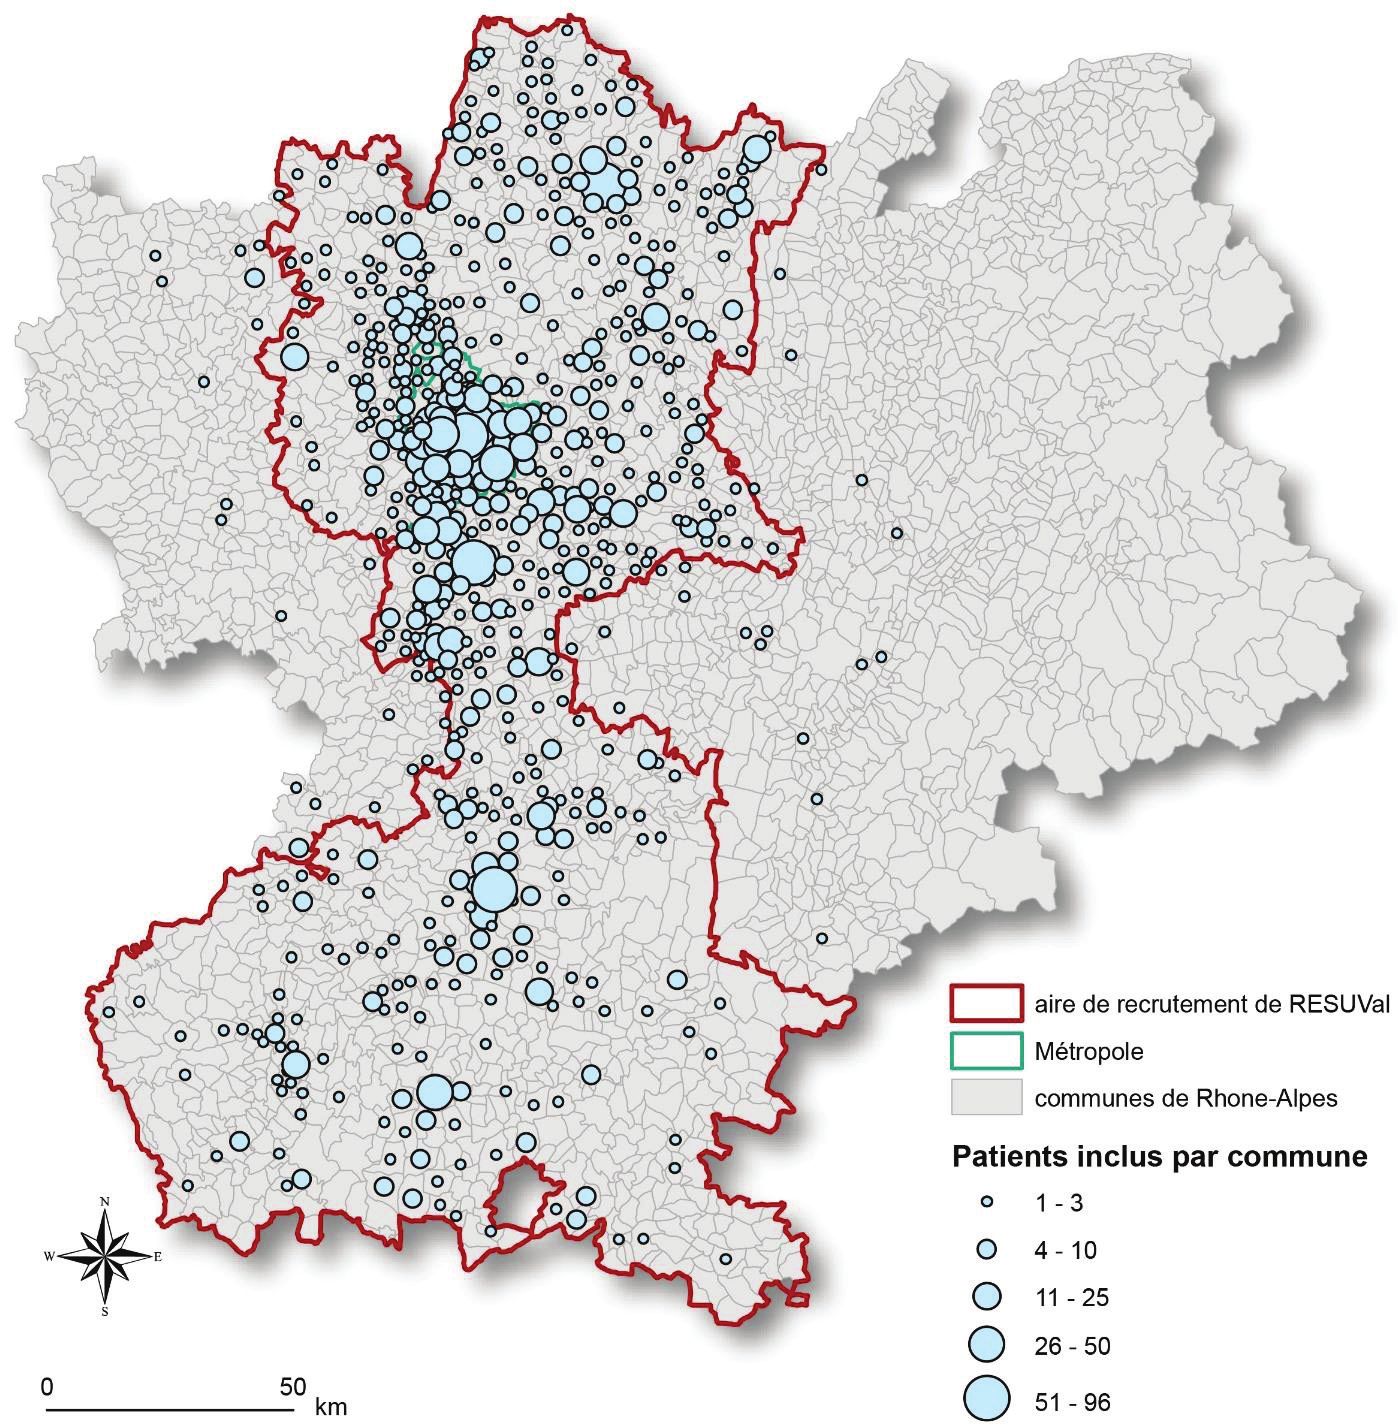 aire de recrutement de RESUVal
Métropole
communes de Rhone-Alpes
Patients inclus par commune
1 - 3
4 - 10
11 - 25
26 - 50
51 - 96
N
W E
S
0 50
km